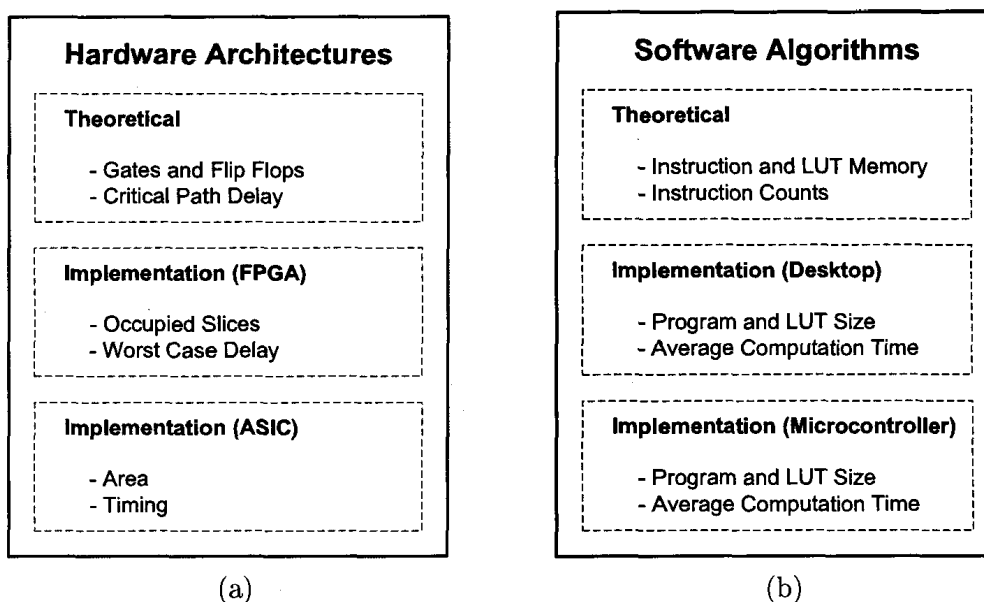 Hardware Architectures
Theoretical
- Gates and Flip Flops
- Critical Path Delay
Implementation (FPGA)
- Occupied Slices
- Worst Case Delay
Implementation (ASIC)
- Area
- Timing
(a)
Software Algorithms
Theoretical
- Instruction and LUT Memory
- Instruction Counts
Implementation (Desktop)
- Program and LUT Size
- Average Computation Time
Implementation (Microcontroller)
- Program and LUT Size
- Average Computation Time
(b)